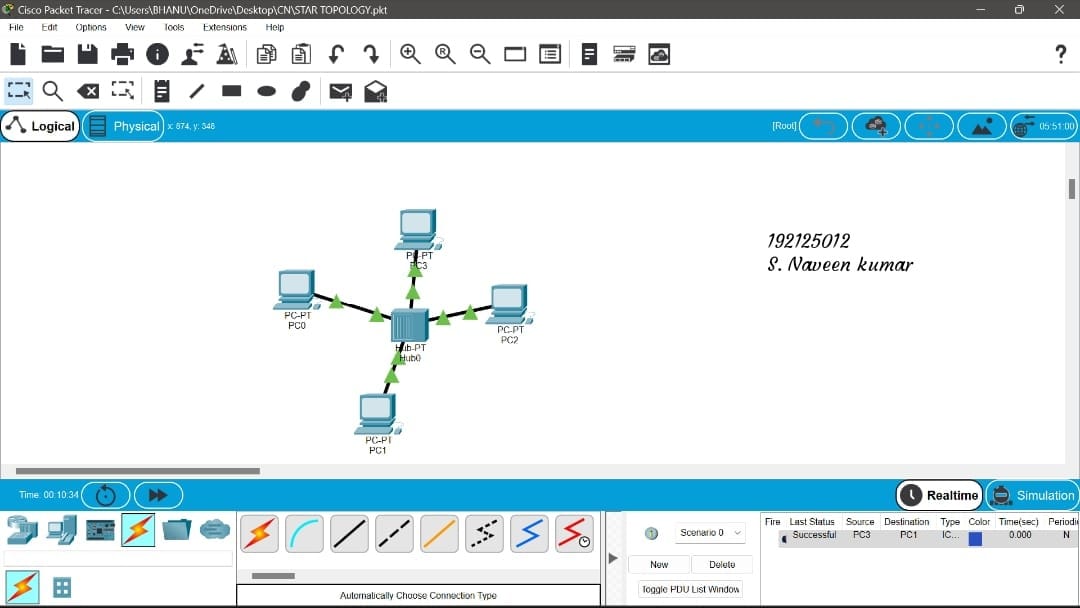 Cisco Packet Tracer - C:\Users\BHANU\OneDrive\Desktop\CN\STAR TOPOLOGY.pkt
File Edit Options View Tools Extensions Help
Logical Physical x: 874, y: 346 [Root] 05:51:00
192125012
S. Naveen kumar
PC-PT
PC3
PC-PT
PC0
PC-PT
PC2
Hub-PT
Hub0
PC-PT
PC1
Time: 00:10:34 Realtime Simulation
Scenario 0
New Delete
Toggle PDU List Window
Fire Last Status Source Destination Type Color Time(sec) Periodi
Successful PC3 PC1 IC... 0.000 N
Automatically Choose Connection Type